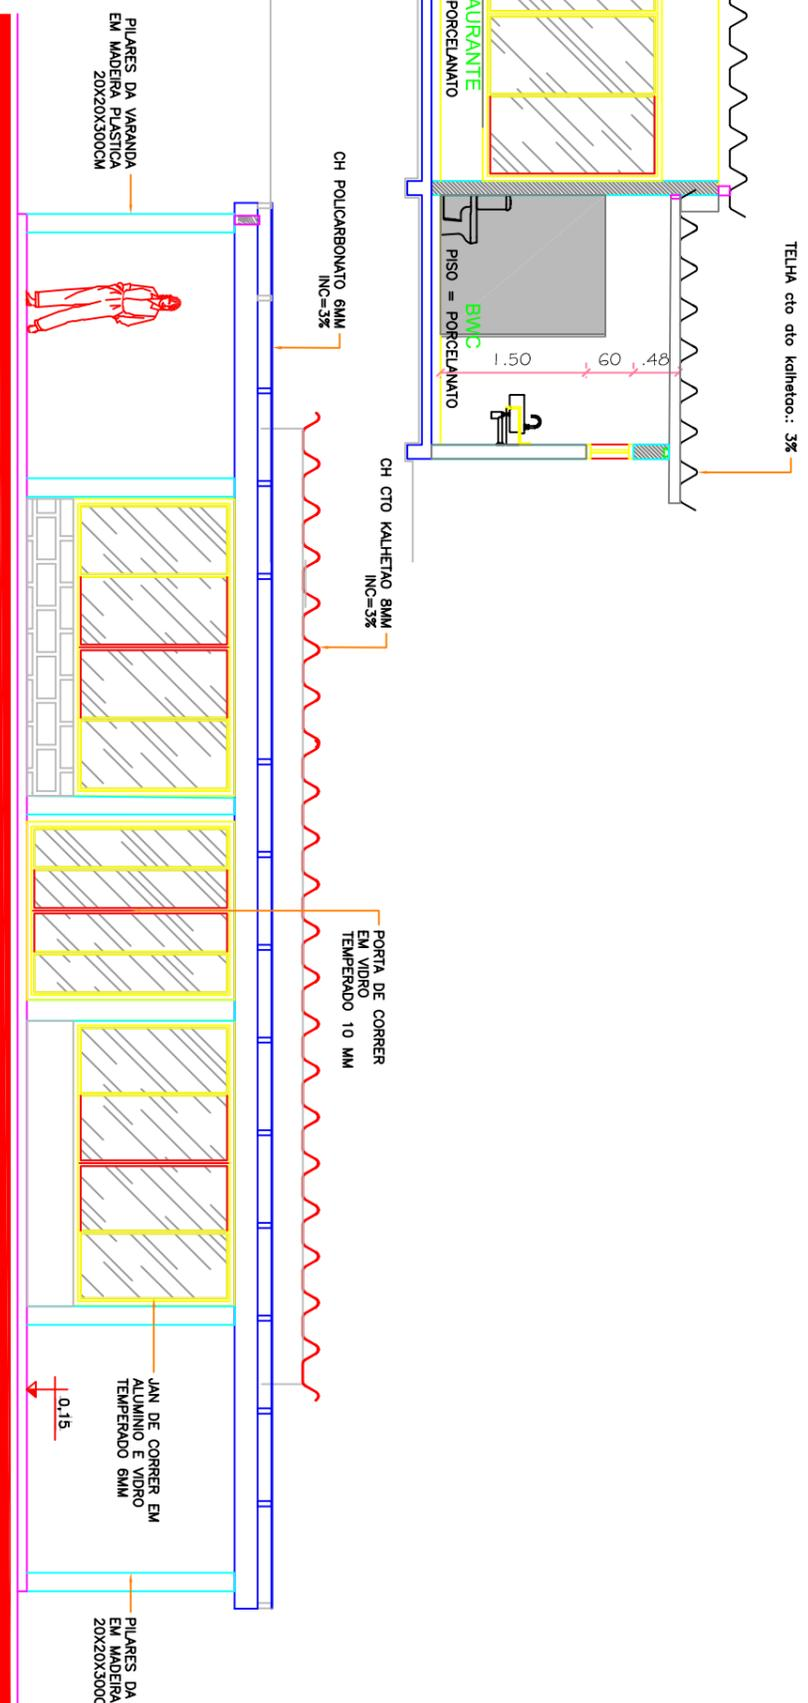 AURANTE
PORCELANATO
TELHA cto ato kalhetao.: 3%
BWC
PISO = PORCELANATO
1.50
60
.48
CH POLICARBONATO 6MM
INC=3%
CH CTO KALHETAO 8MM
INC=3%
PORTA DE CORRER
EM VIDRO
TEMPERADO 10 MM
PILARES DA VARANDA
EM MADEIRA PLASTICA
20X20X300CM
JAN DE CORRER EM
ALUMINIO E VIDRO
TEMPERADO 6MM
0,15
PILARES DA
EM MADEIRA
20X20X300C